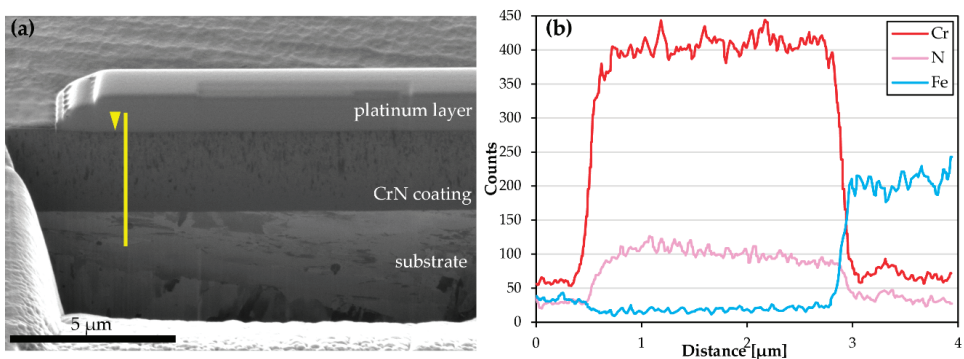 (a)
platinum layer
CrN coating
substrate
5 µm
(b)
Counts
450
400
350
300
250
200
150
100
50
0
Cr
N
Fe
0
1
2
3
4
Distance [µm]